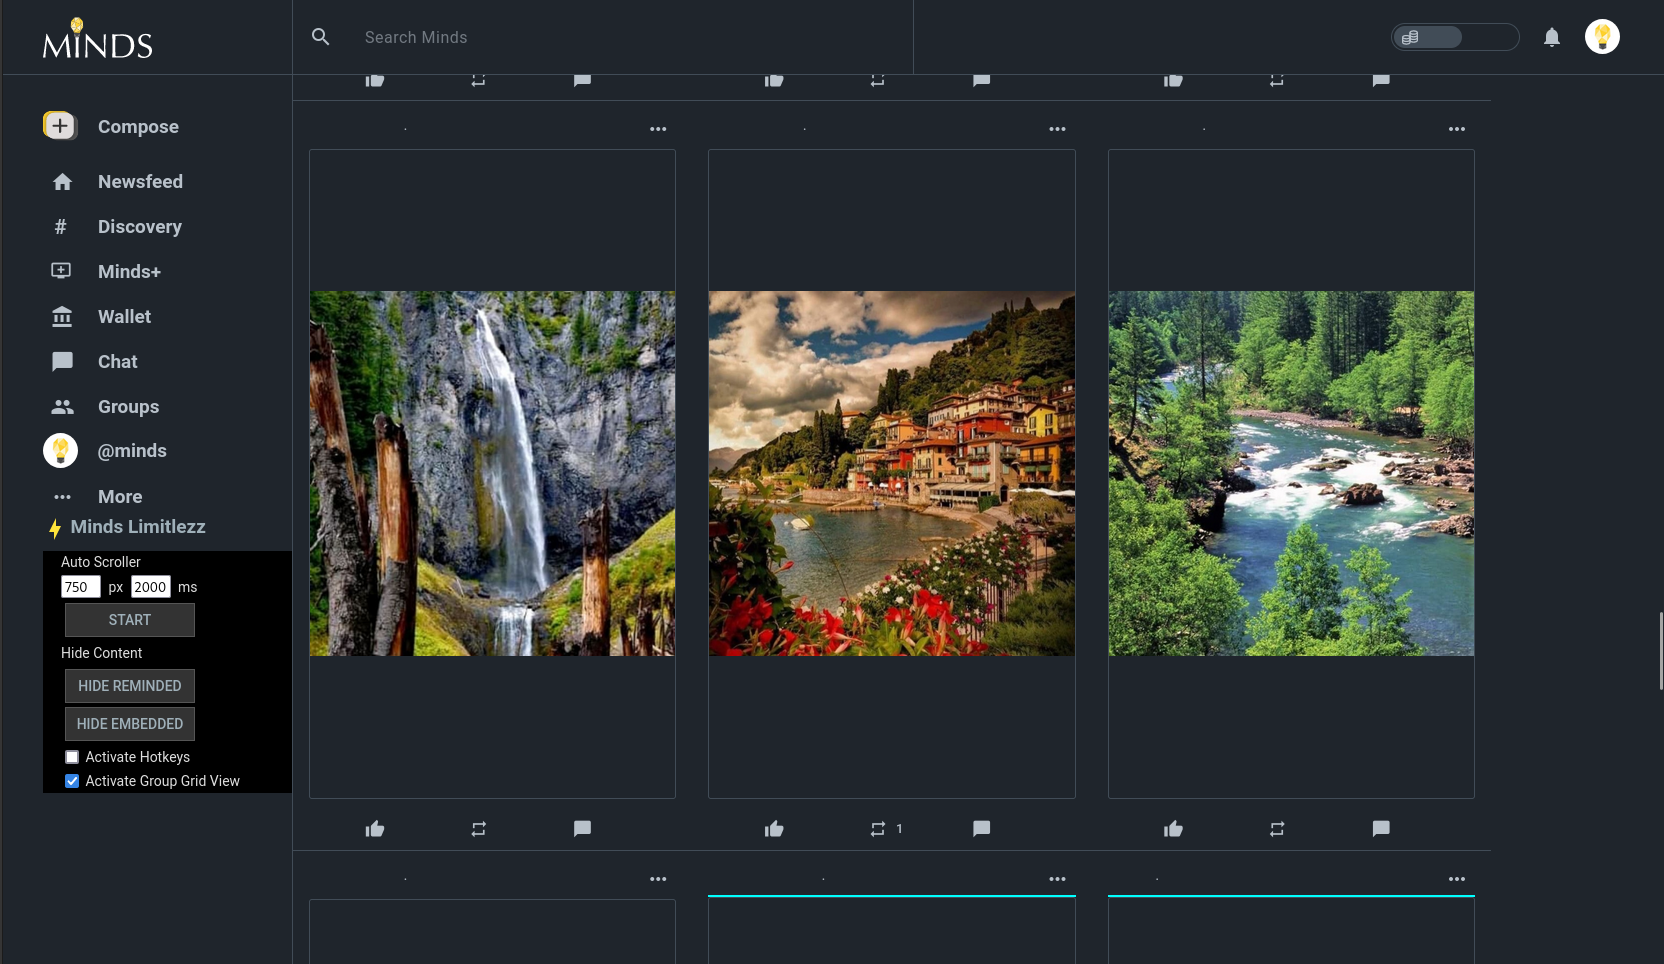 MINDS
Search Minds
Compose
Newsfeed
# Discovery
Minds+
Wallet
Chat
Groups
@minds
More
Minds Limitlezz
Auto Scroller
750 px 2000 ms
START
Hide Content
HIDE REMINDED
HIDE EMBEDDED
Activate Hotkeys
Activate Group Grid View
1